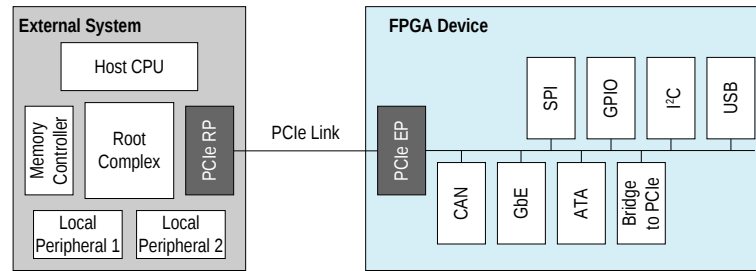 External System
FPGA Device
Host CPU
Memory
Controller
Root
Complex
PCIe RP
Local
Peripheral 1
Local
Peripheral 2
PCIe Link
PCIe EP
SPI
GPIO
I²C
USB
CAN
GbE
ATA
Bridge
to PCIe